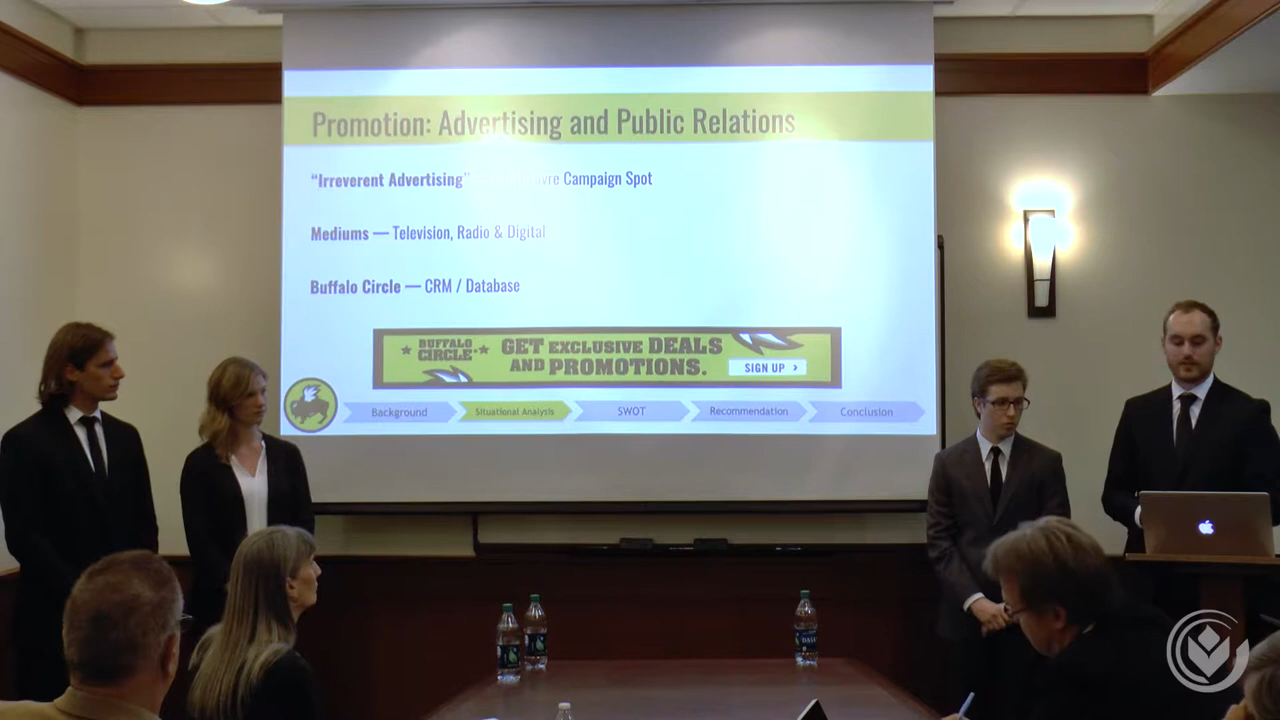 Promotion: Advertising and Public Relations
“Irreverent Advertising” Campaign Spot
Mediums — Television, Radio & Digital
Buffalo Circle — CRM / Database
BUFFALO CIRCLE
GET EXCLUSIVE DEALS
AND PROMOTIONS.
SIGN UP
Background
Situational Analysis
SWOT
Recommendation
Conclusion